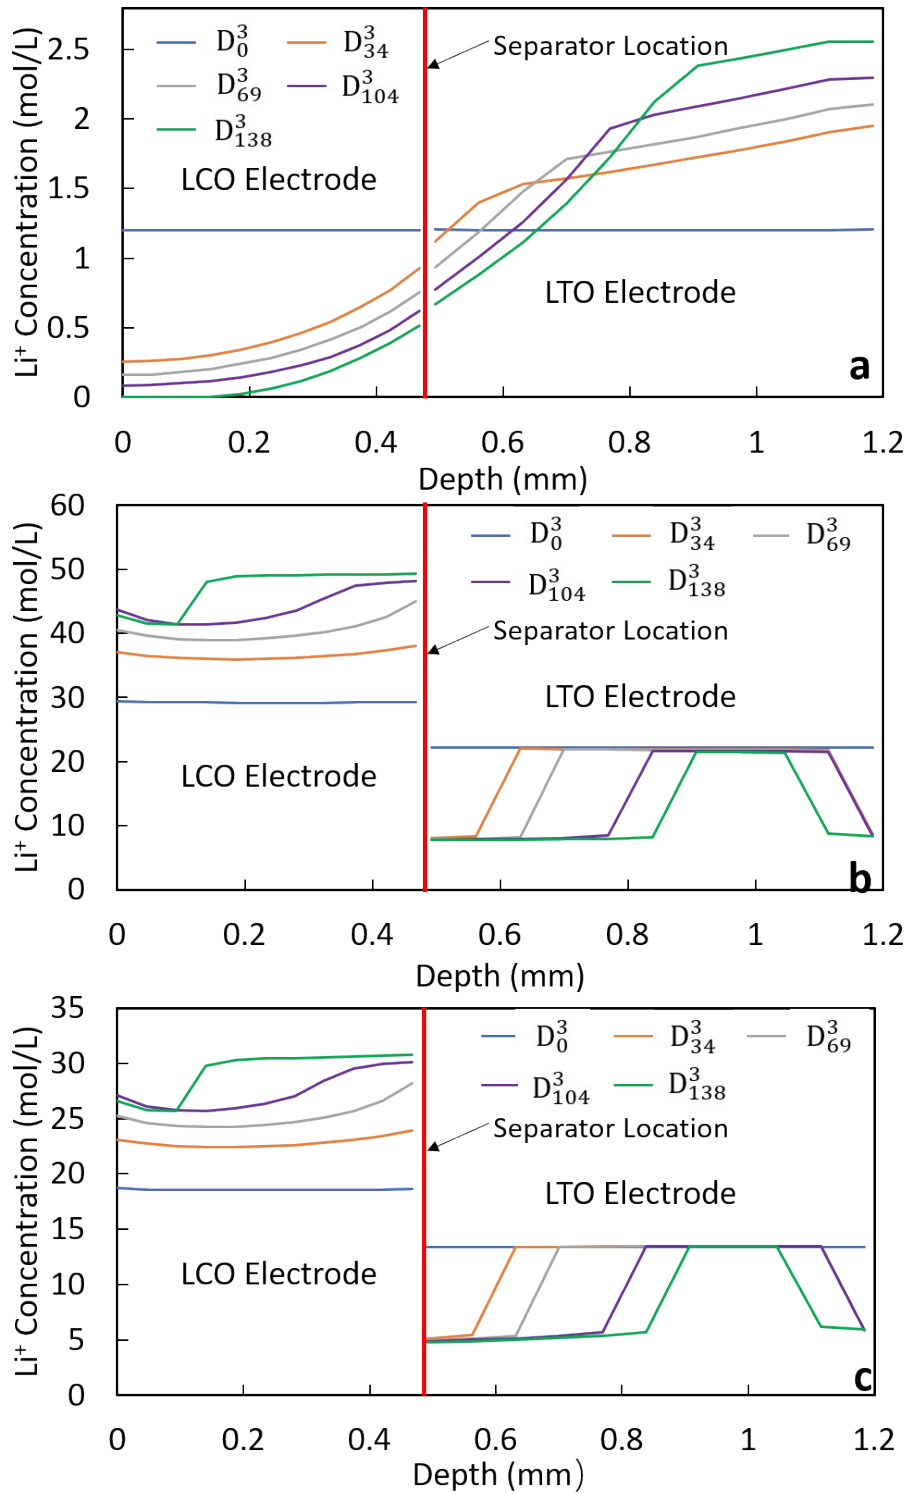 Li⁺ Concentration (mol/L)
2.5
2
1.5
1
0.5
0
D₀³ D₃₄³
D₆₉³ D₁₀₄³
D₁₃₈³
Separator Location
LCO Electrode
LTO Electrode
a
0 0.2 0.4 0.6 0.8 1 1.2
Depth (mm)
Li⁺ Concentration (mol/L)
60
50
40
30
20
10
0
D₀³ D₃₄³ D₆₉³
D₁₀₄³ D₁₃₈³
Separator Location
LTO Electrode
LCO Electrode
b
0 0.2 0.4 0.6 0.8 1 1.2
Depth (mm)
Li⁺ Concentration (mol/L)
35
30
25
20
15
10
5
0
D₀³ D₃₄³ D₆₉³
D₁₀₄³ D₁₃₈³
Separator Location
LTO Electrode
LCO Electrode
c
0 0.2 0.4 0.6 0.8 1 1.2
Depth (mm)